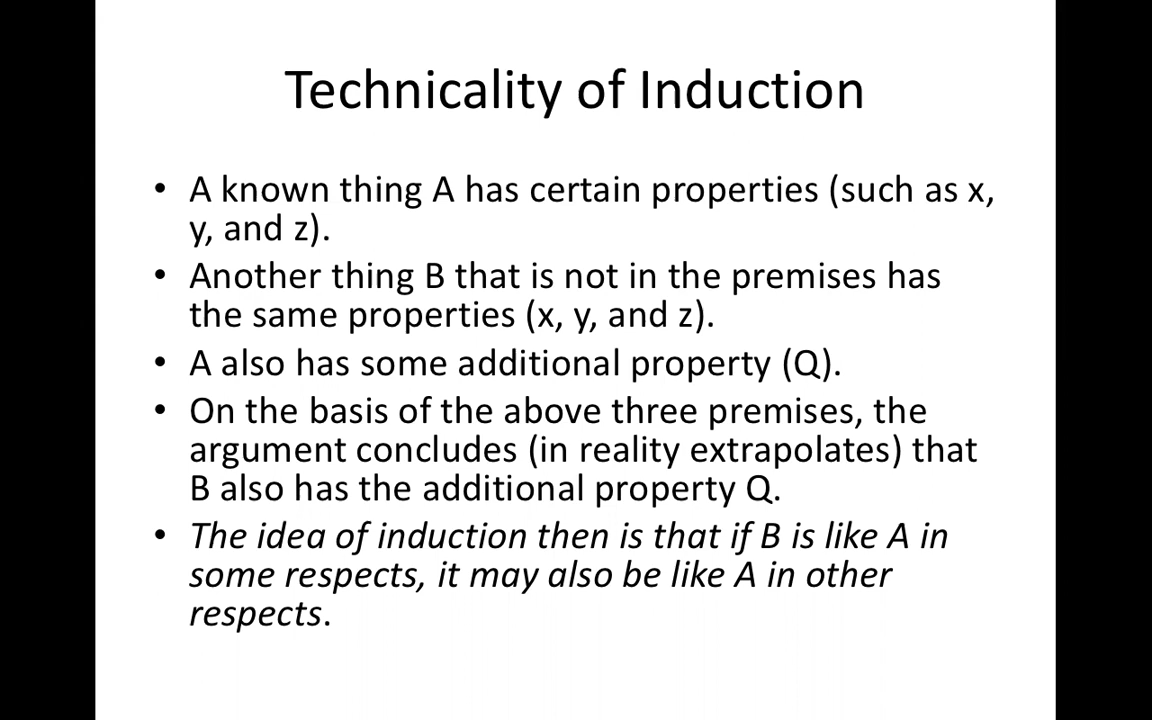 Technicality of Induction
• A known thing A has certain properties (such as x,
y, and z).
• Another thing B that is not in the premises has
the same properties (x, y, and z).
• A also has some additional property (Q).
• On the basis of the above three premises, the
argument concludes (in reality extrapolates) that
B also has the additional property Q.
• The idea of induction then is that if B is like A in
some respects, it may also be like A in other
respects.